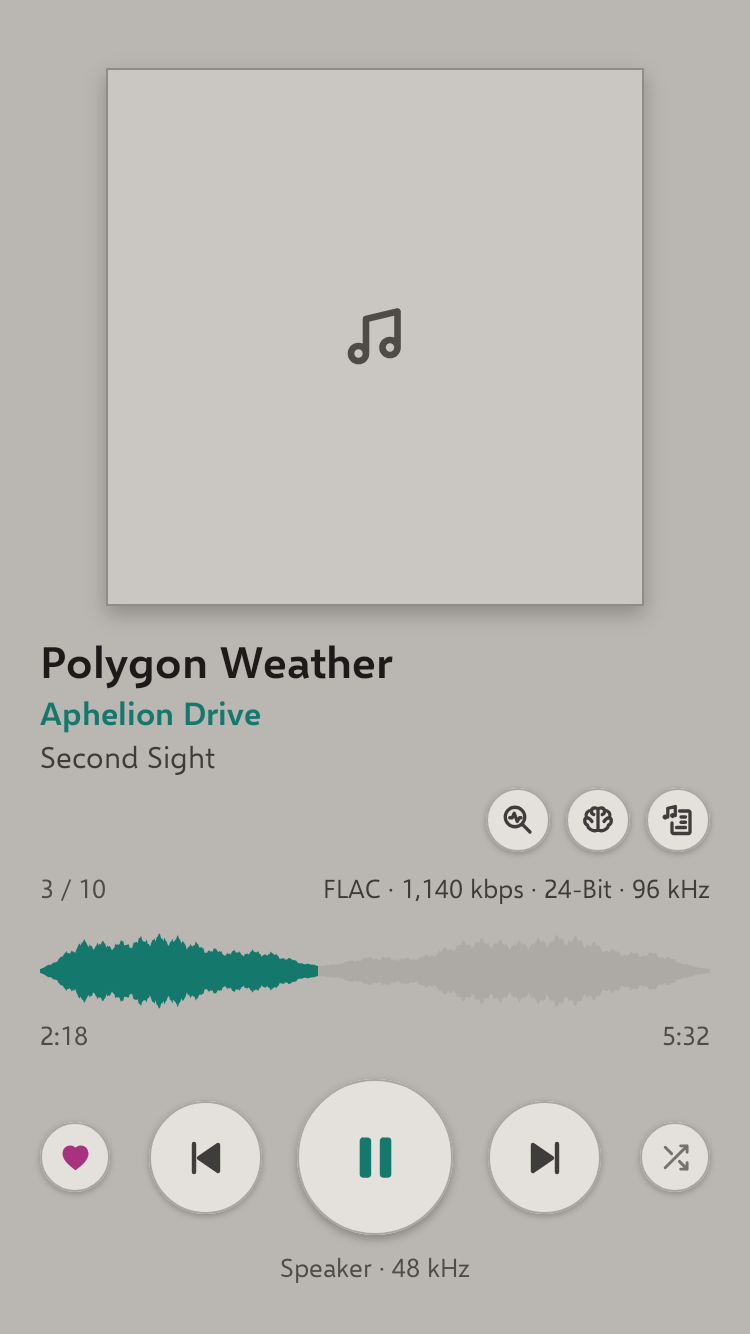 Polygon Weather
Aphelion Drive
Second Sight
3 / 10
FLAC · 1,140 kbps · 24-Bit · 96 kHz
2:18
5:32
Speaker · 48 kHz